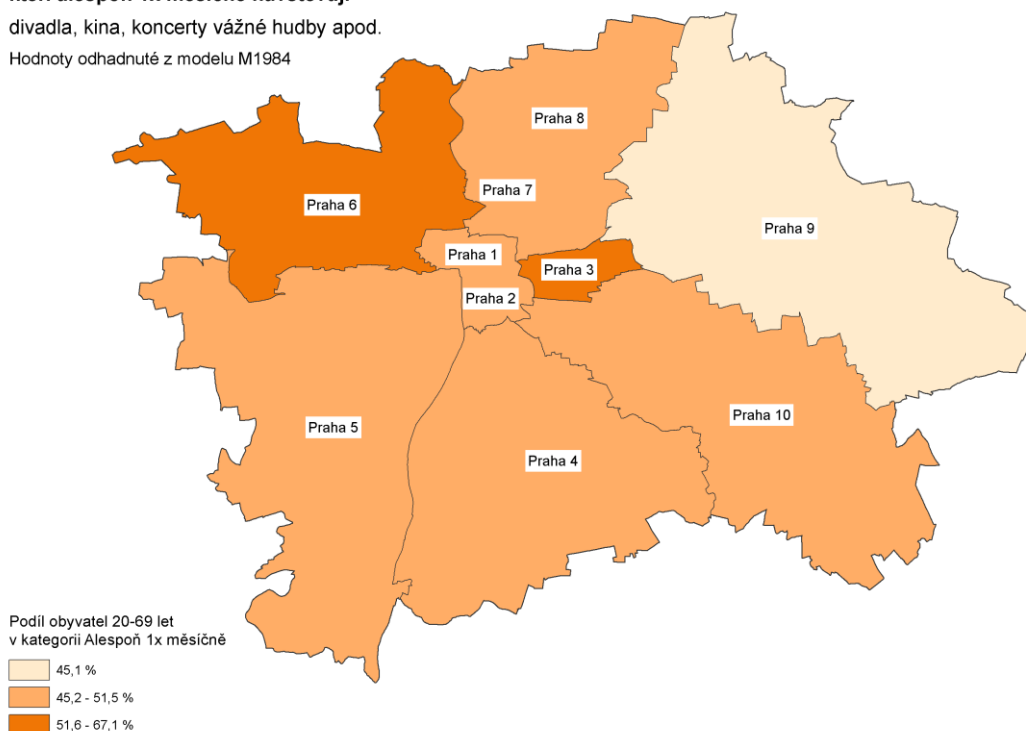 divadla, kina, koncerty vážné hudby apod.
Hodnoty odhadnuté z modelu M1984
Praha 8
Praha 7
Praha 6
Praha 9
Praha 1
Praha 3
Praha 2
Praha 10
Praha 5
Praha 4
Podíl obyvatel 20-69 let
v kategorii Alespoň 1x měsíčně
45,1 %
45,2 - 51,5 %
51,6 - 67,1 %